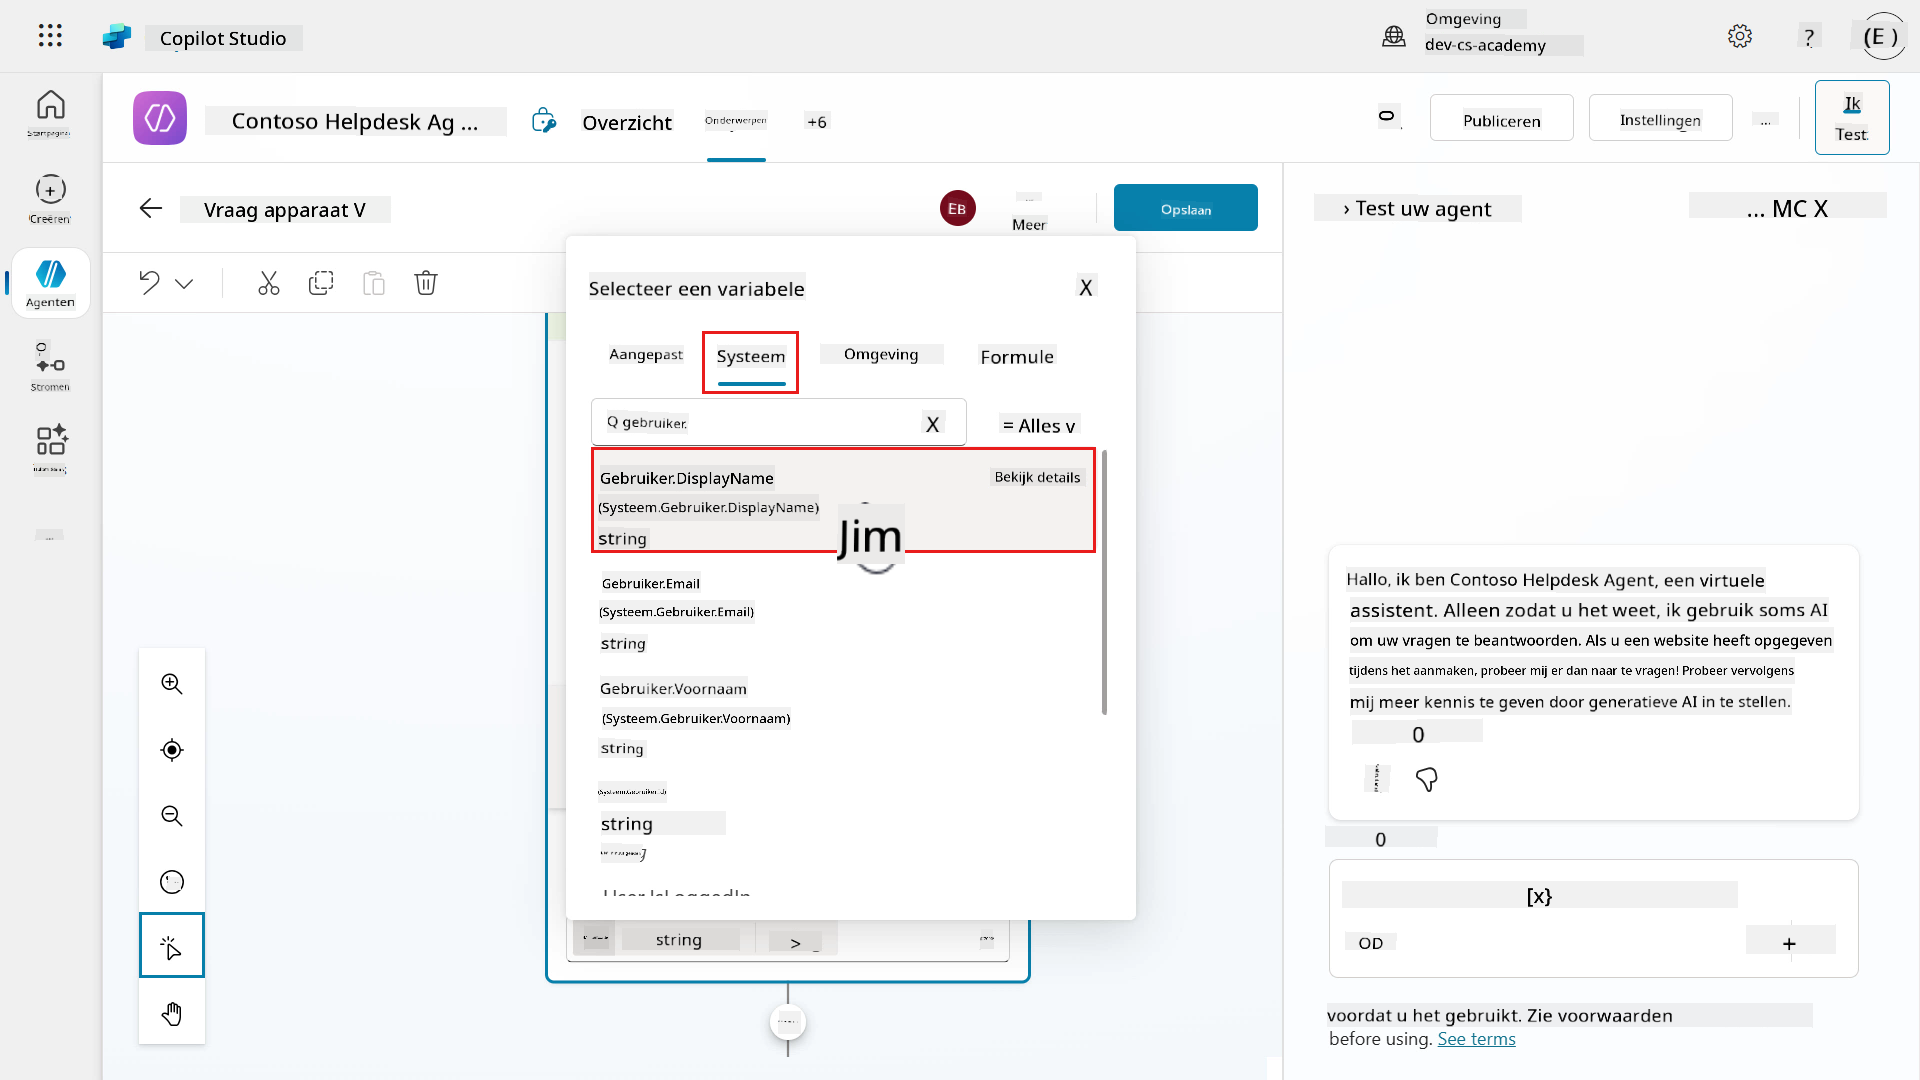 Copilot Studio
Omgeving
dev-cs-academy
?
(E )
Contoso Helpdesk Ag ...
Overzicht
Onderwerpen
+6
Publiceren
Instellingen
...
Ik
Test
Startpagina
Creëren
Agenten
Stromen
...
Vraag apparaat V
EB
...
Meer
Opslaan
› Test uw agent
... MC X
Selecteer een variabele
X
Aangepast
Systeem
Omgeving
Formule
Q gebruiker.
X
= Alles v
Gebruiker.DisplayName
Bekijk details
(Systeem.Gebruiker.DisplayName)
string
Jim
Gebruiker.Email
(Systeem.Gebruiker.Email)
string
Gebruiker.Voornaam
(Systeem.Gebruiker.Voornaam)
string
(Systeem.Gebruiker.Id)
string
User.IsLoggedIn
string
>
Hallo, ik ben Contoso Helpdesk Agent, een virtuele
assistent. Alleen zodat u het weet, ik gebruik soms AI
om uw vragen te beantwoorden. Als u een website heeft opgegeven
tijdens het aanmaken, probeer mij er dan naar te vragen! Probeer vervolgens
mij meer kennis te geven door generatieve AI in te stellen.
0
0
[x}
OD
+
voordat u het gebruikt. Zie voorwaarden
before using. See terms